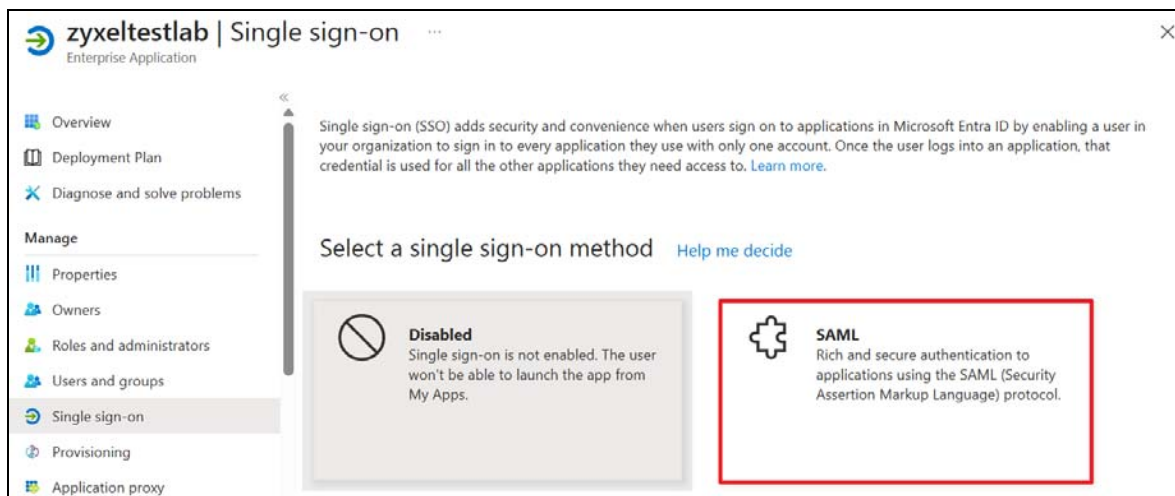 zyxeltestlab | Single sign-on ...
Enterprise Application
Overview
Deployment Plan
Diagnose and solve problems
Manage
Properties
Owners
Roles and administrators
Users and groups
Single sign-on
Provisioning
Application proxy
Single sign-on (SSO) adds security and convenience when users sign on to applications in Microsoft Entra ID by enabling a user in
your organization to sign in to every application they use with only one account. Once the user logs into an application, that
credential is used for all the other applications they need access to. Learn more.
Select a single sign-on method Help me decide
Disabled
Single sign-on is not enabled. The user
won't be able to launch the app from
My Apps.
SAML
Rich and secure authentication to
applications using the SAML (Security
Assertion Markup Language) protocol.